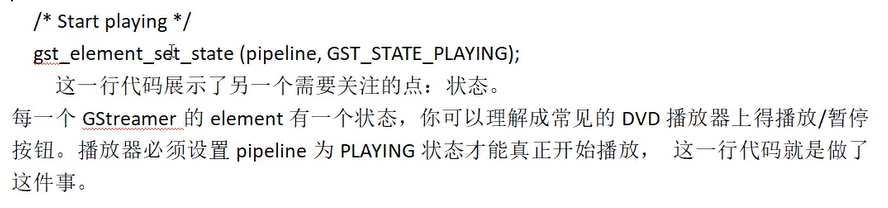 /* Start playing */
gst_element_set_state (pipeline, GST_STATE_PLAYING);
这一行代码展示了另一个需要关注的点：状态。
每一个 GStreamer 的 element 有一个状态，你可以理解成常见的 DVD 播放器上得播放/暂停
按钮。播放器必须设置 pipeline 为 PLAYING 状态才能真正开始播放， 这一行代码就是做了
这件事。